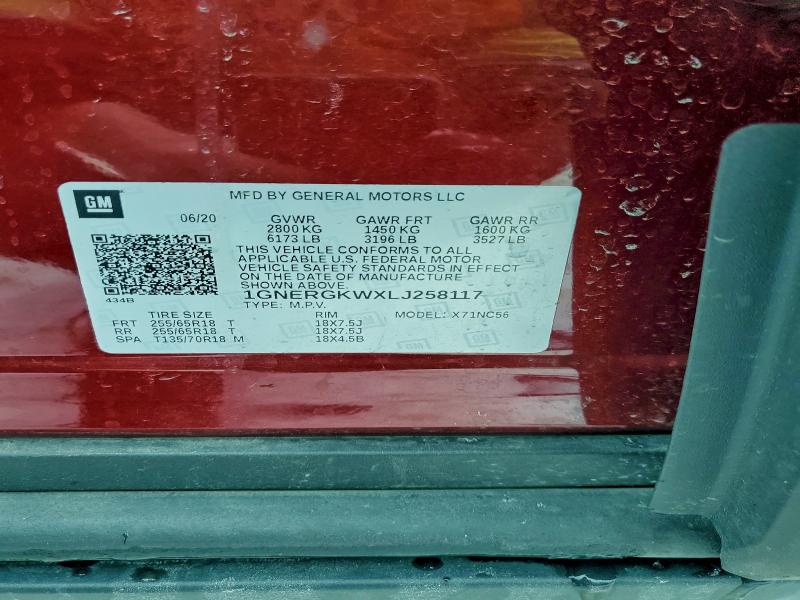 GM
MFD BY GENERAL MOTORS LLC
06/20 GVWR GAWR FRT GAWR RR
2800 KG 1450 KG 1600 KG
6173 LB 3196 LB 3527 LB
THIS VEHICLE CONFORMS TO ALL
APPLICABLE U.S. FEDERAL MOTOR
VEHICLE SAFETY STANDARDS IN EFFECT
ON THE DATE OF MANUFACTURE
SHOWN ABOVE.
434B
1GNERGKWXLJ258117
TYPE: M.P.V. MODEL: X71NC56
TIRE SIZE RIM
FRT 255/65R18 T 18X7.5J
RR 255/65R18 T 18X7.5J
SPA T135/70R18 M 18X4.5B